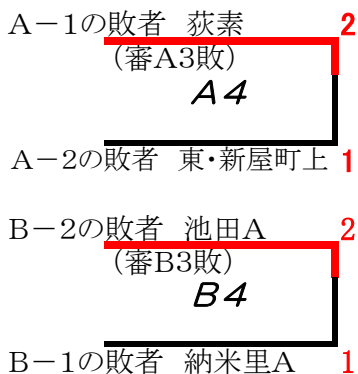 A－1の敗者 荻素 2
(審A3敗)
A4
A－2の敗者 東・新屋町上 1
B－2の敗者 池田A 2
(審B3敗)
B4
B－1の敗者 納米里A 1